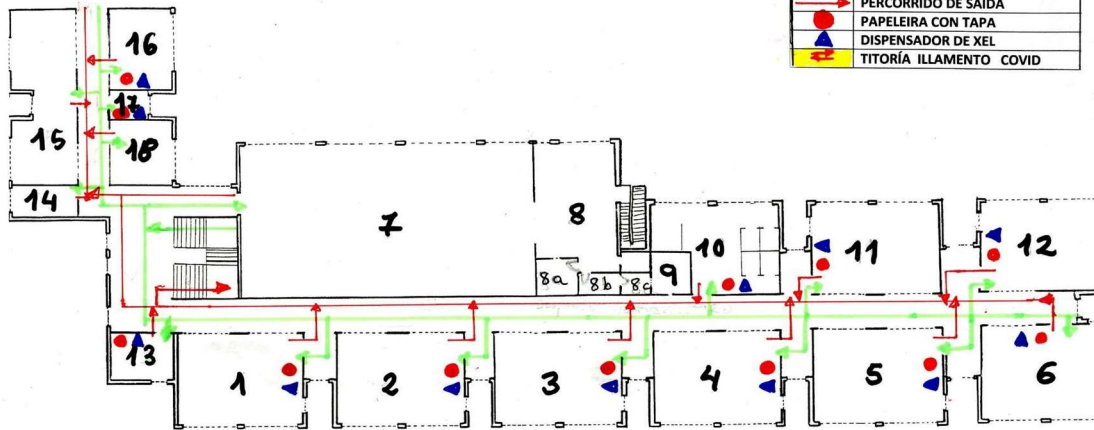 PERCORRIDO DE SAÍDA
PAPELEIRA CON TAPA
DISPENSADOR DE XEL
TITORÍA ILLAMENTO COVID
16
17
15
18
14
7
8
8a
8b
8c
9
10
11
12
13
1
2
3
4
5
6